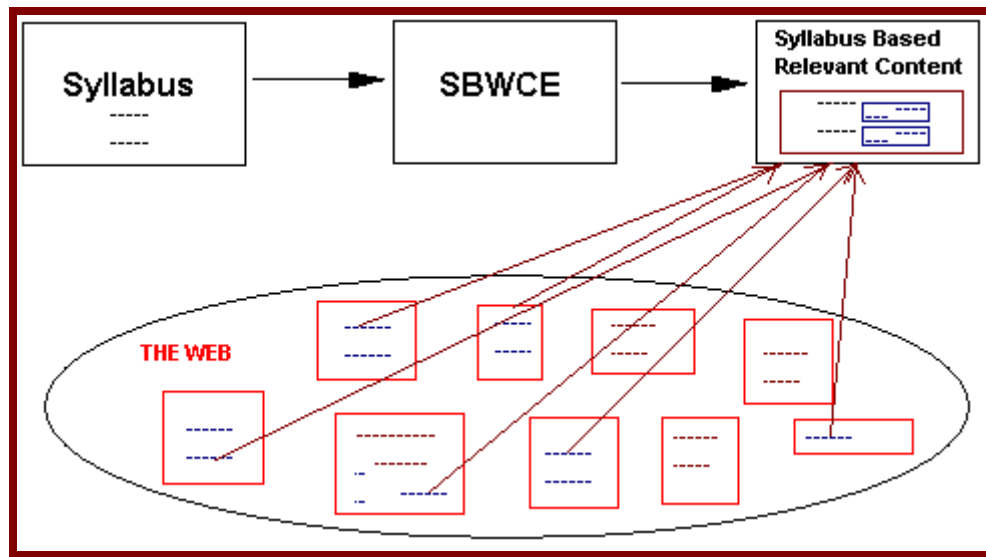 Syllabus
SBWCE
Syllabus Based
Relevant Content
THE WEB